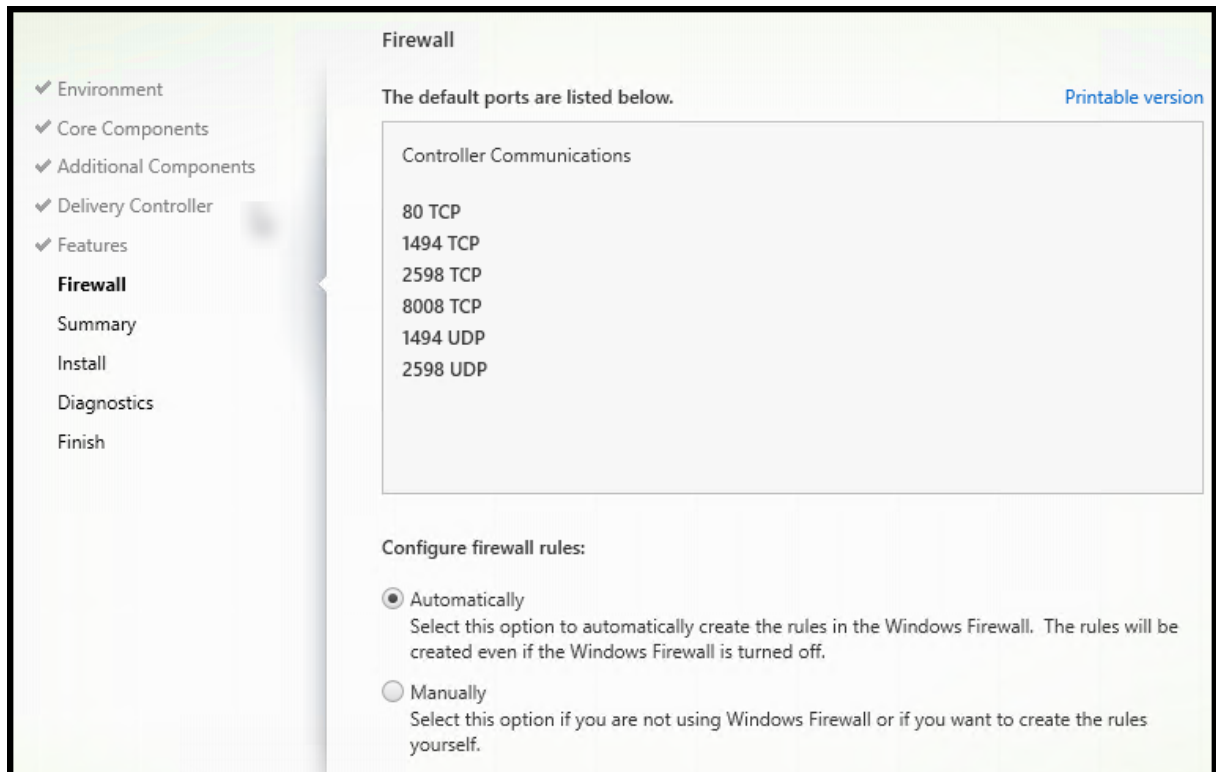 Firewall
Environment
Core Components
Additional Components
Delivery Controller
Features
Firewall
Summary
Install
Diagnostics
Finish
The default ports are listed below.
Printable version
Controller Communications
80 TCP
1494 TCP
2598 TCP
8008 TCP
1494 UDP
2598 UDP
Configure firewall rules:
Automatically
Select this option to automatically create the rules in the Windows Firewall.  The rules will be
created even if the Windows Firewall is turned off.
Manually
Select this option if you are not using Windows Firewall or if you want to create the rules
yourself.